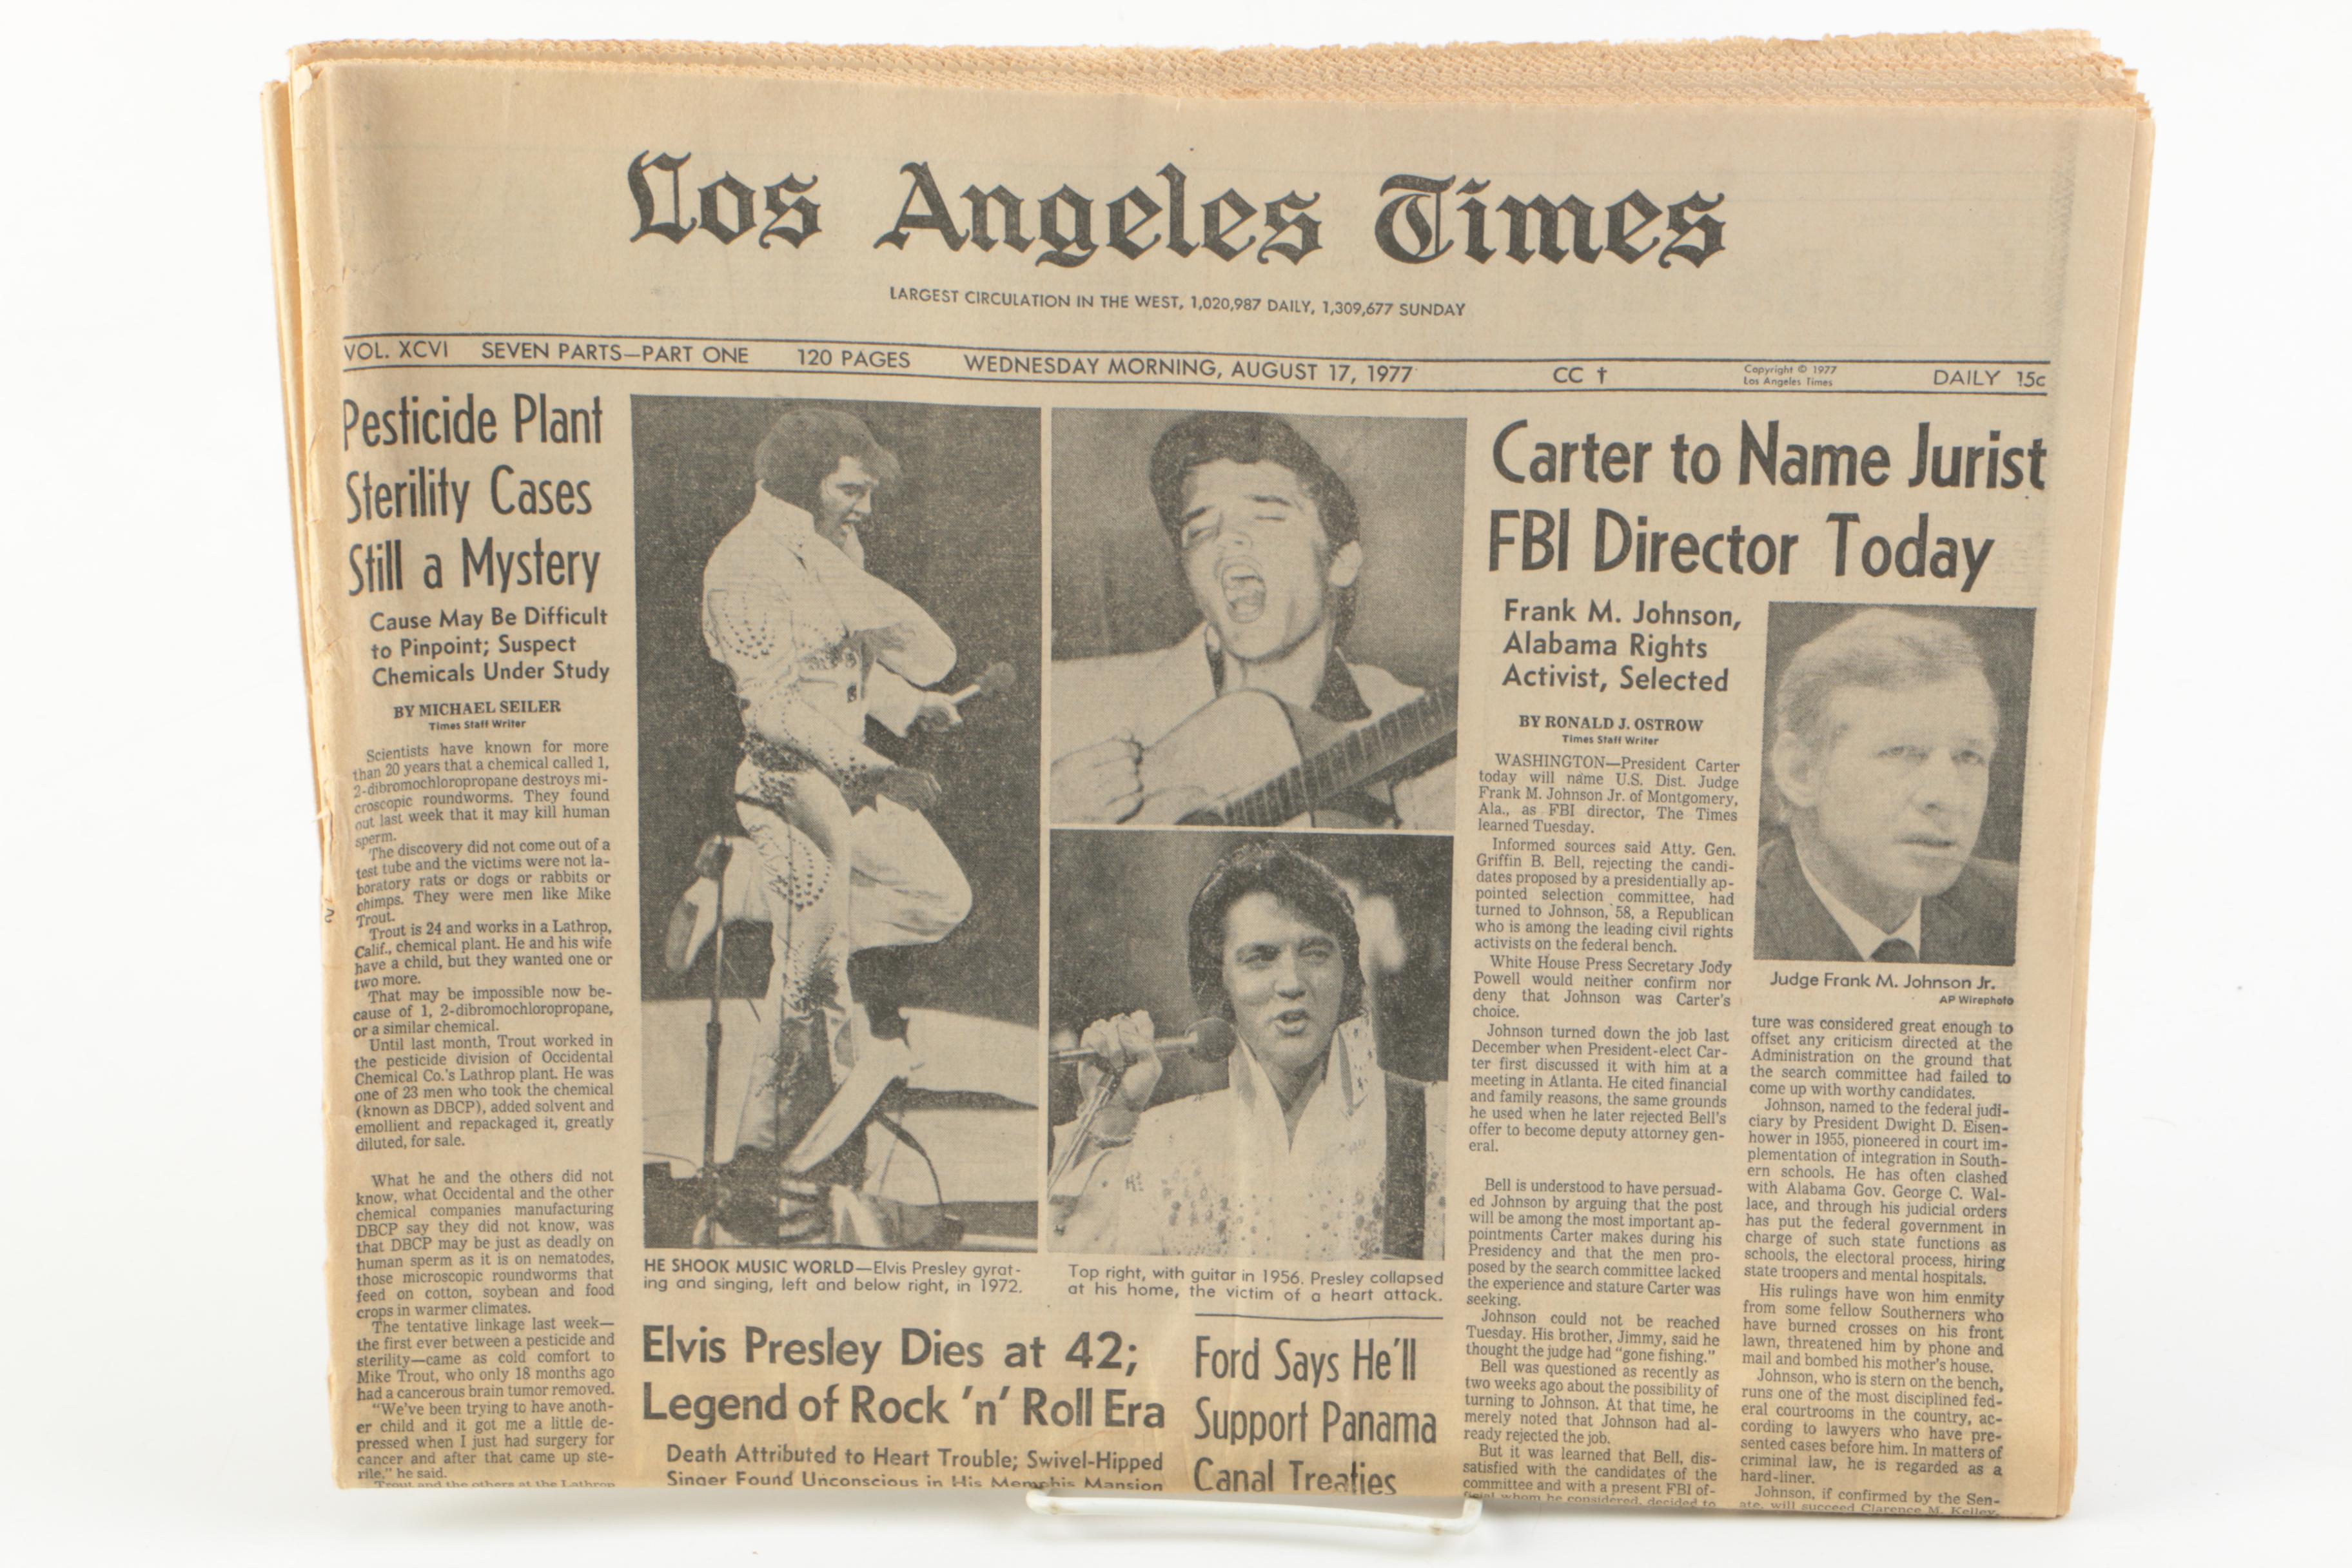 Los Angeles Times
LARGEST CIRCULATION IN THE WEST, 1,020,987 DAILY, 1,309,677 SUNDAY
VOL. XCVI SEVEN PARTS—PART ONE 120 PAGES WEDNESDAY MORNING, AUGUST 17, 1977 CC † Copyright © 1977 Los Angeles Times DAILY 15c
Pesticide Plant
Sterility Cases
Still a Mystery
Cause May Be Difficult
to Pinpoint; Suspect
Chemicals Under Study
BY MICHAEL SEILER
Times Staff Writer
Scientists have known for more
than 20 years that a chemical called 1,
2-dibromochloropropane destroys mi-
croscopic roundworms. They found
out last week that it may kill human
sperm.
The discovery did not come out of a
test tube and the victims were not la-
boratory rats or dogs or rabbits or
chimps. They were men like Mike
Trout.
Trout is 24 and works in a Lathrop,
Calif., chemical plant. He and his wife
have a child, but they wanted one or
two more.
That may be impossible now be-
cause of 1, 2-dibromochloropropane,
or a similar chemical.
Until last month, Trout worked in
the pesticide division of Occidental
Chemical Co.'s Lathrop plant. He was
one of 23 men who took the chemical
(known as DBCP), added solvent and
emollient and repackaged it, greatly
diluted, for sale.
What he and the others did not
know, what Occidental and the other
chemical companies manufacturing
DBCP say they did not know, was
that DBCP may be just as deadly on
human sperm as it is on nematodes,
those microscopic roundworms that
feed on cotton, soybean and food
crops in warmer climates.
The tentative linkage last week—
the first ever between a pesticide and
sterility—came as cold comfort to
Mike Trout, who only 18 months ago
had a cancerous brain tumor removed.
"We've been trying to have anoth-
er child and it got me a little de-
pressed when I just had surgery for
cancer and after that came up ste-
rile," he said.
Trout and the others at the Lathrop
HE SHOOK MUSIC WORLD—Elvis Presley gyrat-
ing and singing, left and below right, in 1972.
Top right, with guitar in 1956. Presley collapsed
at his home, the victim of a heart attack.
Elvis Presley Dies at 42;
Legend of Rock 'n' Roll Era
Death Attributed to Heart Trouble; Swivel-Hipped
Singer Found Unconscious in His Memphis Mansion
Ford Says He'll
Support Panama
Canal Treaties
Carter to Name Jurist
FBI Director Today
Frank M. Johnson,
Alabama Rights
Activist, Selected
BY RONALD J. OSTROW
Times Staff Writer
WASHINGTON—President Carter
today will name U.S. Dist. Judge
Frank M. Johnson Jr. of Montgomery,
Ala., as FBI director, The Times
learned Tuesday.
Informed sources said Atty. Gen.
Griffin B. Bell, rejecting the candi-
dates proposed by a presidentially ap-
pointed selection committee, had
turned to Johnson, 58, a Republican
who is among the leading civil rights
activists on the federal bench.
White House Press Secretary Jody
Powell would neither confirm nor
deny that Johnson was Carter's
choice.
Johnson turned down the job last
December when President-elect Car-
ter first discussed it with him at a
meeting in Atlanta. He cited financial
and family reasons, the same grounds
he used when he later rejected Bell's
offer to become deputy attorney gen-
eral.
Bell is understood to have persuad-
ed Johnson by arguing that the post
will be among the most important ap-
pointments Carter makes during his
Presidency and that the men pro-
posed by the search committee lacked
the experience and stature Carter was
seeking.
Johnson could not be reached
Tuesday. His brother, Jimmy, said he
thought the judge had "gone fishing."
Bell was questioned as recently as
two weeks ago about the possibility of
turning to Johnson. At that time, he
merely noted that Johnson had al-
ready rejected the job.
But it was learned that Bell, dis-
satisfied with the candidates of the
committee and with a present FBI of-
ficial whom he considered, decided to
Judge Frank M. Johnson Jr.
AP Wirephoto
ture was considered great enough to
offset any criticism directed at the
Administration on the ground that
the search committee had failed to
come up with worthy candidates.
Johnson, named to the federal judi-
ciary by President Dwight D. Eisen-
hower in 1955, pioneered in court im-
plementation of integration in South-
ern schools. He has often clashed
with Alabama Gov. George C. Wal-
lace, and through his judicial orders
has put the federal government in
charge of such state functions as
schools, the electoral process, hiring
state troopers and mental hospitals.
His rulings have won him enmity
from some fellow Southerners who
have burned crosses on his front
lawn, threatened him by phone and
mail and bombed his mother's house.
Johnson, who is stern on the bench,
runs one of the most disciplined fed-
eral courtrooms in the country, ac-
cording to lawyers who have pre-
sented cases before him. In matters of
criminal law, he is regarded as a
hard-liner.
Johnson, if confirmed by the Sen-
ate, will succeed Clarence M. Kelley,